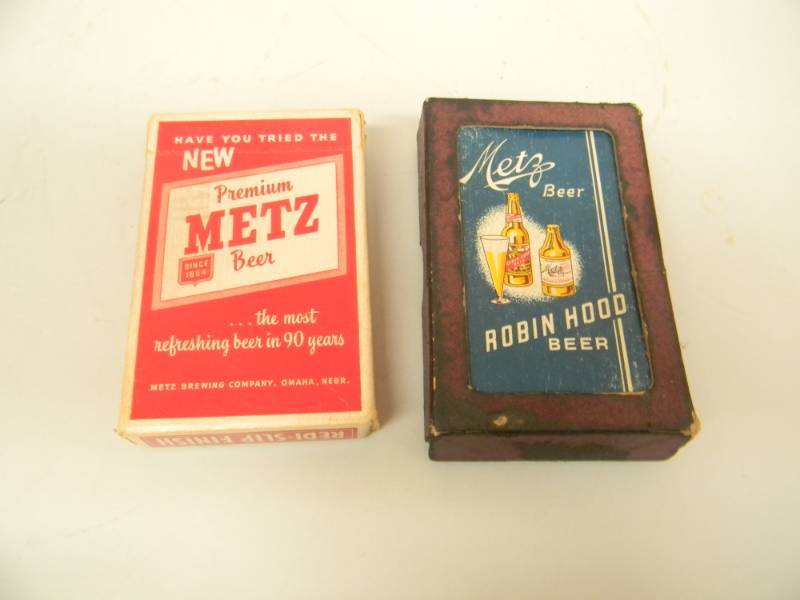 HAVE YOU TRIED THE
NEW
Premium
METZ
Beer
SINCE
1864
...the most
refreshing beer in 90 years
METZ BREWING COMPANY, OMAHA, NEBR.
REDI-SLIP FINISH
Metz
Beer
Metz
ROBIN HOOD
BEER